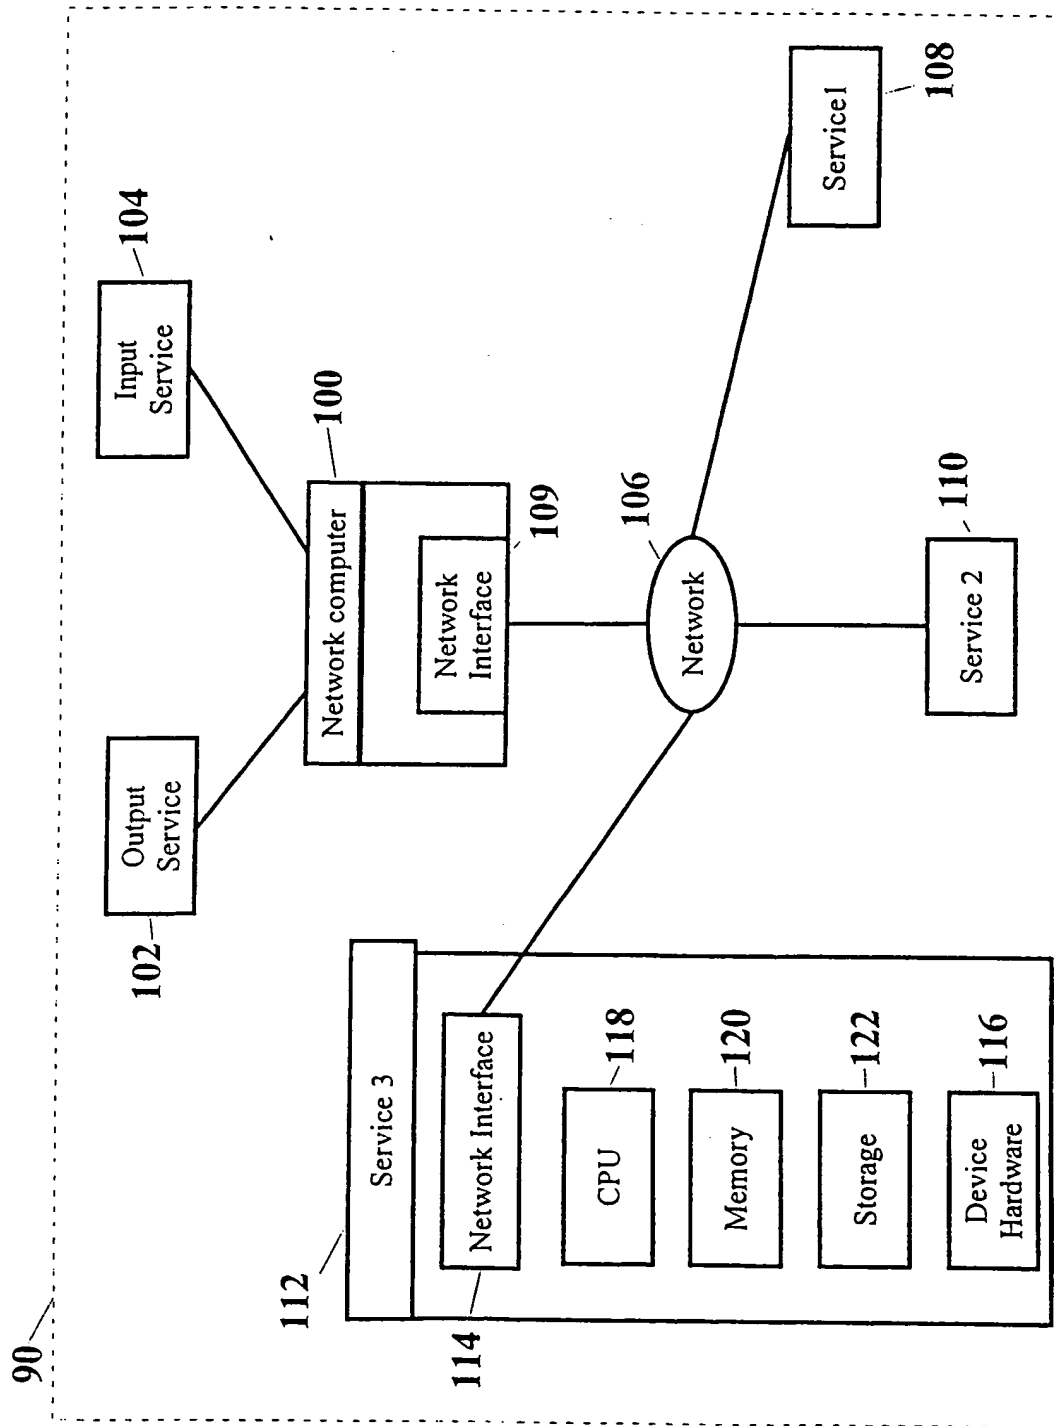 90
102
Output
Service
Input
Service
104
112
Service 3
Network computer
100
114
Network Interface
Network
Interface
109
CPU
118
Network
106
Memory
120
Service1
108
Storage
122
Device
Hardware
116
Service 2
110